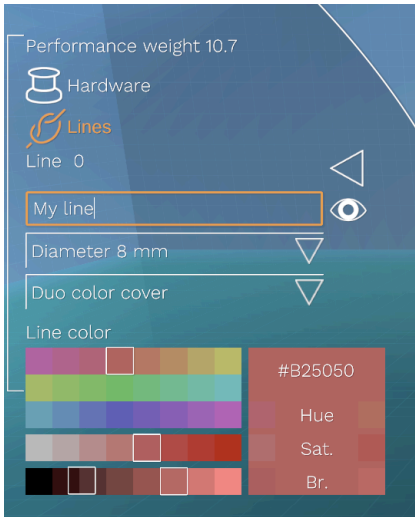 Performance weight 10.7
Hardware
Lines
Line 0
My line
Diameter 8 mm
Duo color cover
Line color
#B25050
Hue
Sat.
Br.